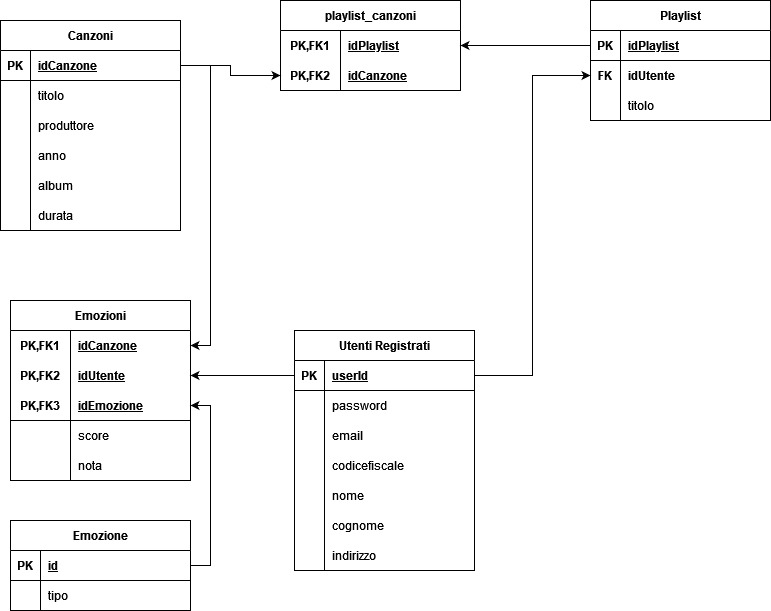 Canzoni
PK idCanzone
titolo
produttore
anno
album
durata
playlist_canzoni
PK,FK1 idPlaylist
PK,FK2 idCanzone
Playlist
PK idPlaylist
FK idUtente
titolo
Emozioni
PK,FK1 idCanzone
PK,FK2 idUtente
PK,FK3 idEmozione
score
nota
Utenti Registrati
PK userId
password
email
codicefiscale
nome
cognome
indirizzo
Emozione
PK id
tipo